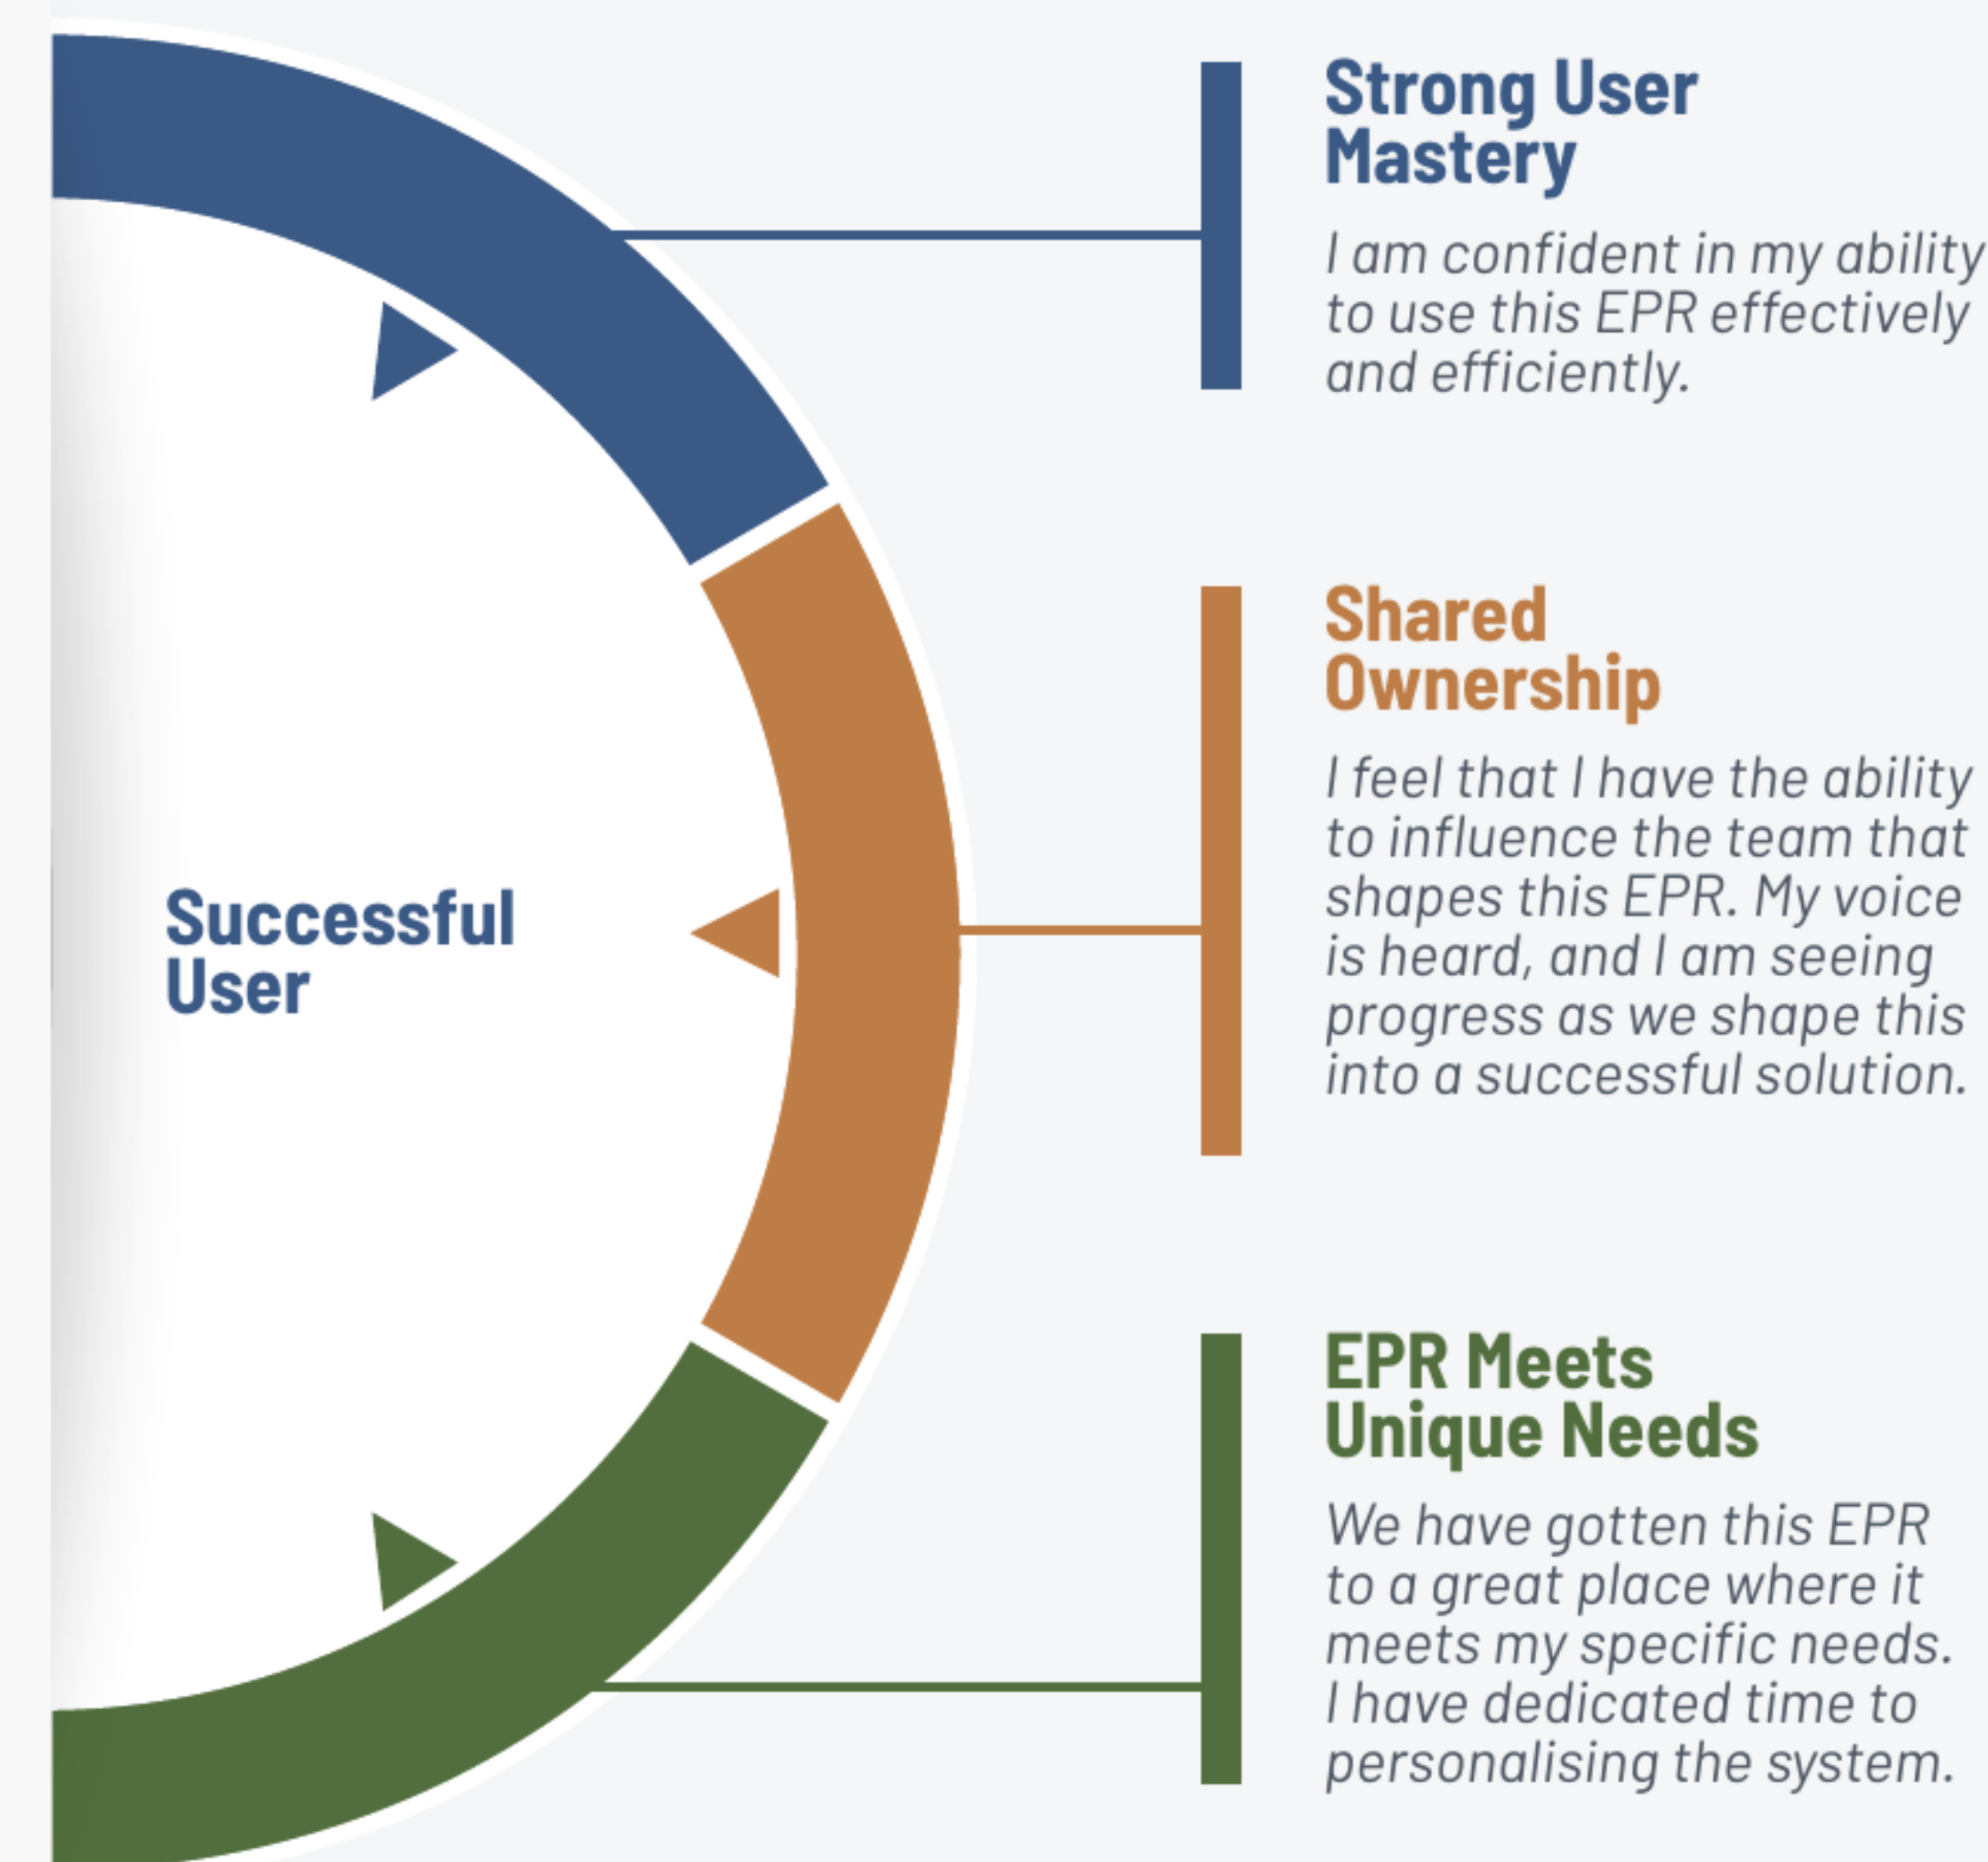 Strong User
Mastery
I am confident in my ability
to use this EPR effectively
and efficiently.
Shared
Ownership
I feel that I have the ability
to influence the team that
shapes this EPR. My voice
is heard, and I am seeing
progress as we shape this
into a successful solution.
Successful
User
EPR Meets
Unique Needs
We have gotten this EPR
to a great place where it
meets my specific needs.
I have dedicated time to
personalising the system.